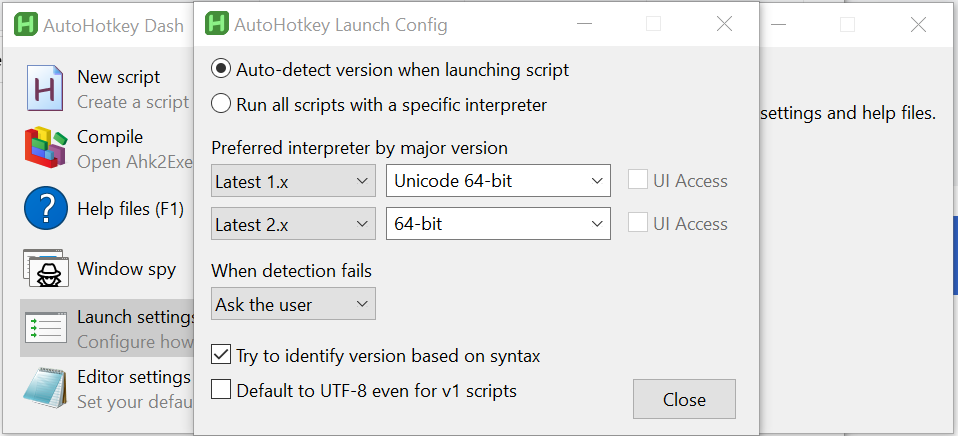 AutoHotkey Dash
New script
Create a script
Compile
Open Ahk2Exe
Help files (F1)
Window spy
Launch settings
Configure how
Editor settings
Set your defau
settings and help files.
AutoHotkey Launch Config
Auto-detect version when launching script
Run all scripts with a specific interpreter
Preferred interpreter by major version
Latest 1.x Unicode 64-bit UI Access
Latest 2.x 64-bit UI Access
When detection fails
Ask the user
Try to identify version based on syntax
Default to UTF-8 even for v1 scripts
Close